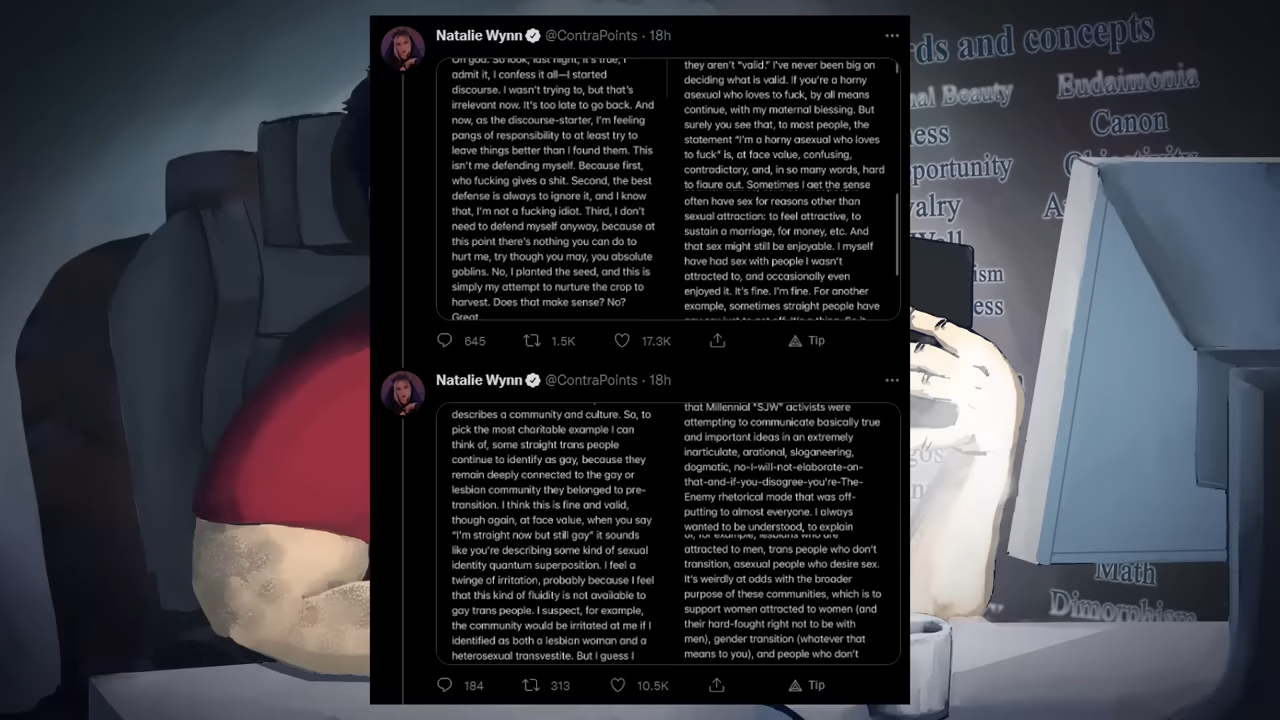 Natalie Wynn @ContraPoints · 18h
Oh god. So look, last night, it's true, I
admit it, I confess it all—I started
discourse. I wasn't trying to, but that's
irrelevant now. It's too late to go back. And
now, as the discourse-starter, I'm feeling
pangs of responsibility to at least try to
leave things better than I found them. This
isn't me defending myself. Because first,
who fucking gives a shit. Second, the best
defense is always to ignore it, and I know
that, I'm not a fucking idiot. Third, I don't
need to defend myself anyway, because at
this point there's nothing you can do to
hurt me, try though you may, you absolute
goblins. No, I planted the seed, and this is
simply my attempt to nurture the crop to
harvest. Does that make sense? No?
Great
they aren't "valid." I've never been big on
deciding what is valid. If you're a horny
asexual who loves to fuck, by all means
continue, with my maternal blessing. But
surely you see that, to most people, the
statement "I'm a horny asexual who loves
to fuck" is, at face value, confusing,
contradictory, and, in so many words, hard
to figure out. Sometimes I get the sense
often have sex for reasons other than
sexual attraction: to feel attractive, to
sustain a marriage, for money, etc. And
that sex might still be enjoyable. I myself
have had sex with people I wasn't
attracted to, and occasionally even
enjoyed it. It's fine. I'm fine. For another
example, sometimes straight people have
645 1.5K 17.3K Tip
Natalie Wynn @ContraPoints · 18h
describes a community and culture. So, to
pick the most charitable example I can
think of, some straight trans people
continue to identify as gay, because they
remain deeply connected to the gay or
lesbian community they belonged to pre-
transition. I think this is fine and valid,
though again, at face value, when you say
"I'm straight now but still gay" it sounds
like you're describing some kind of sexual
identity quantum superposition. I feel a
twinge of irritation, probably because I feel
that this kind of fluidity is not available to
gay trans people. I suspect, for example,
the community would be irritated at me if I
identified as both a lesbian woman and a
heterosexual transvestite. But I guess I
that Millennial "SJW" activists were
attempting to communicate basically true
and important ideas in an extremely
inarticulate, arational, sloganeering,
dogmatic, no-I-will-not-elaborate-on-
that-and-if-you-disagree-you're-The-
Enemy rhetorical mode that was off-
putting to almost everyone. I always
wanted to be understood, to explain
or, for example, lesbians who are
attracted to men, trans people who don't
transition, asexual people who desire sex.
It's weirdly at odds with the broader
purpose of these communities, which is to
support women attracted to women (and
their hard-fought right not to be with
men), gender transition (whatever that
means to you), and people who don't
184 313 10.5K Tip
rds and concepts
nal Beauty
ness
pportunity
valry
ism
ess
Eudaimonia
Canon
Objectivity
Math
Dimorphism